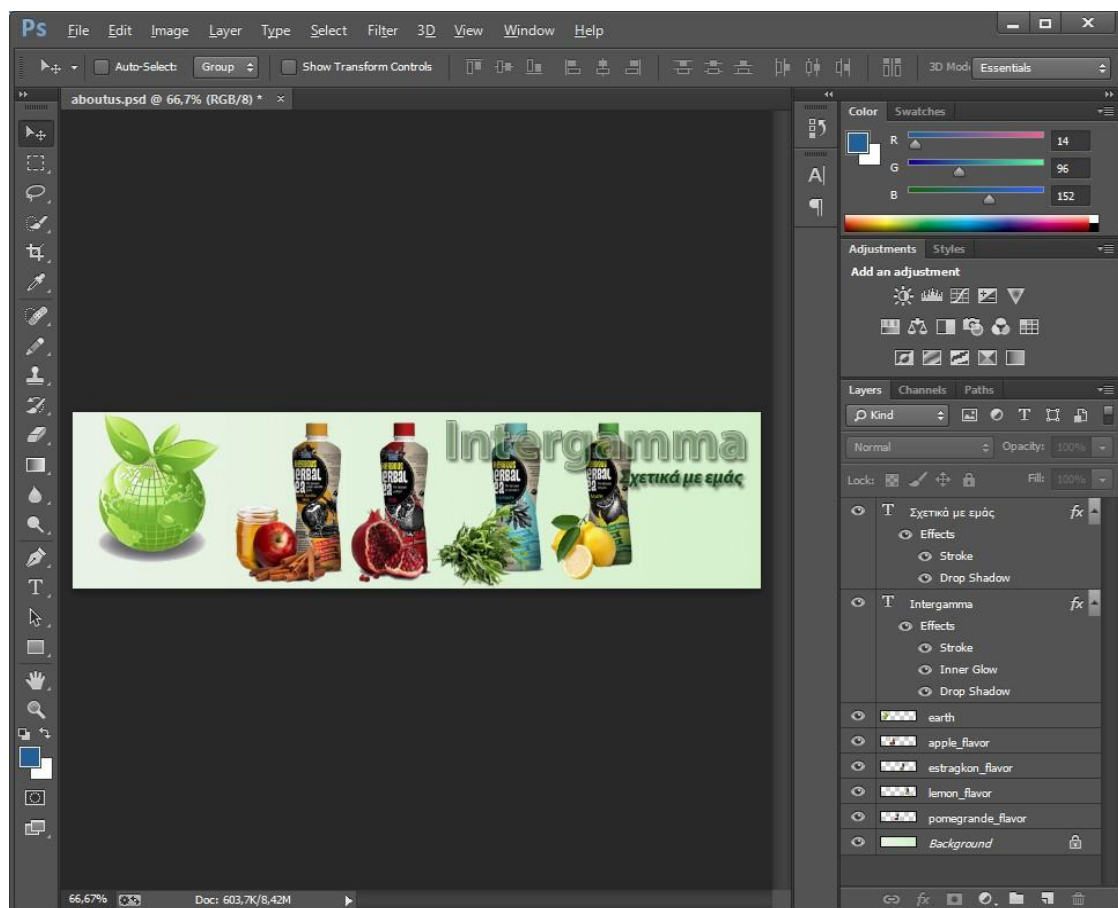 Ps File Edit Image Layer Type Select Filter 3D View Window Help
Auto-Select: Group Show Transform Controls 3D Mod Essentials
aboutus.psd @ 66,7% (RGB/8) * ×
Color Swatches
R 14
G 96
B 152
Adjustments Styles
Add an adjustment
Layers Channels Paths
Kind
Normal Opacity: 100%
Lock: Fill: 100%
Σχετικά με εμάς fx
Effects
Stroke
Drop Shadow
Intergamma fx
Effects
Stroke
Inner Glow
Drop Shadow
earth
apple_flavor
estragkon_flavor
lemon_flavor
pomegrande_flavor
Background
Intergamma
Σχετικά με εμάς
66,67% Doc: 603,7K/8,42M